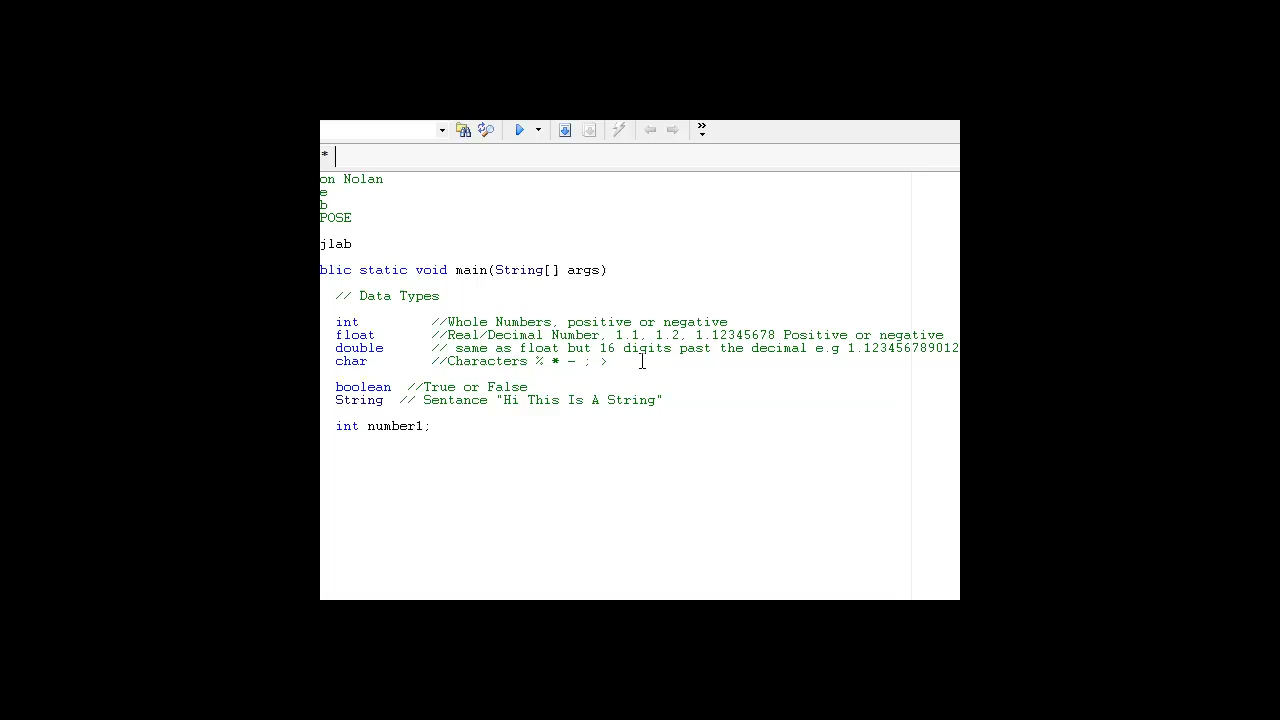 *
on Nolan
e
b
POSE
jlab
blic static void main(String[] args)
// Data Types
int //Whole Numbers, positive or negative
float //Real/Decimal Number, 1.1, 1.2, 1.12345678 Positive or negative
double // same as float but 16 digits past the decimal e.g 1.123456789012
char //Characters % * - ; >
boolean //True or False
String // Sentence "Hi This Is A String"
int number1;